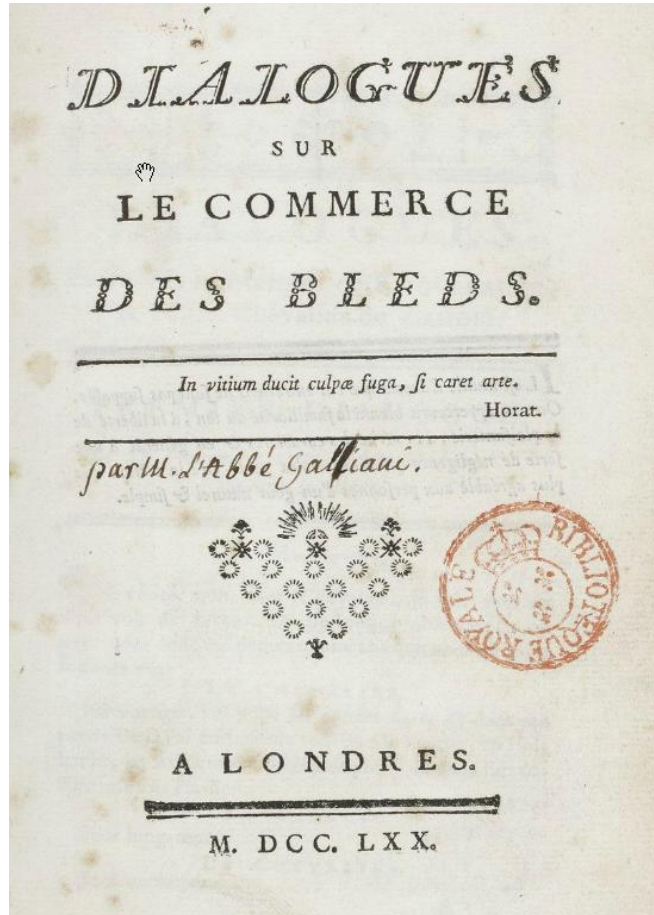 DIALOGUES
SUR
LE COMMERCE
DES BLEDS.
In vitium ducit culpæ fuga, ſi caret arte.
Horat.
par M. L'Abbé Galliani.
BIBLIOTHEQUE ROYALE
A LONDRES.
M. DCC. LXX.